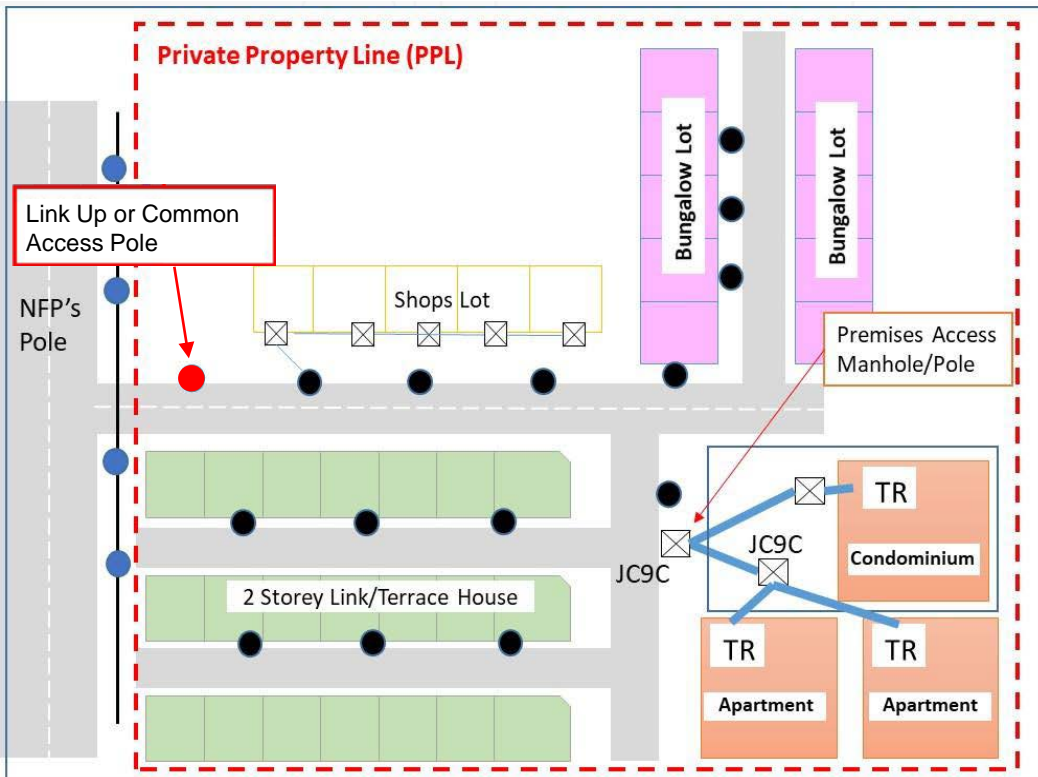 Private Property Line (PPL)
Bungalow Lot
Bungalow Lot
Link Up or Common
Access Pole
NFP's
Pole
Shops Lot
Premises Access
Manhole/Pole
TR
JC9C
JC9C
Condominium
2 Storey Link/Terrace House
TR
TR
Apartment
Apartment